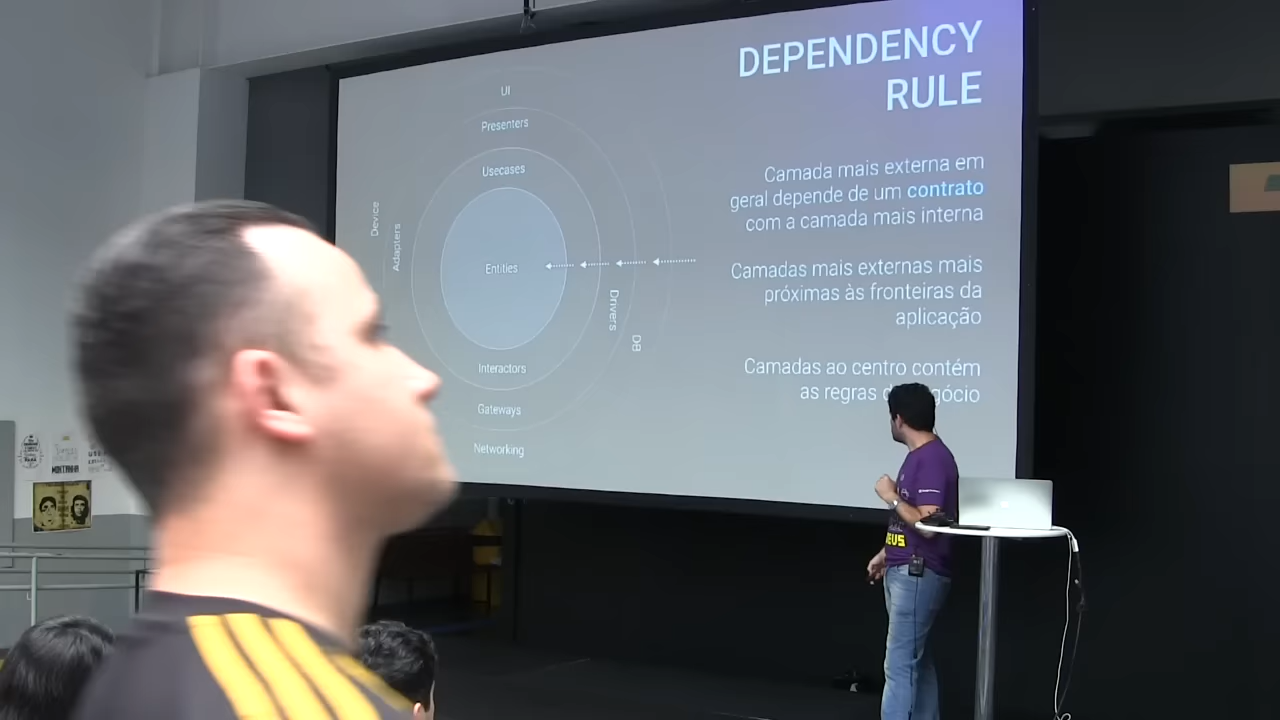 DEPENDENCY
RULE
UI
Presenters
Usecases
Device
Adapters
Entities
Drivers
DB
Interactors
Gateways
Networking
Camada mais externa em
geral depende de um contrato
com a camada mais interna
Camadas mais externas mais
próximas às fronteiras da
aplicação
Camadas ao centro contém
as regras d gócio
EUS